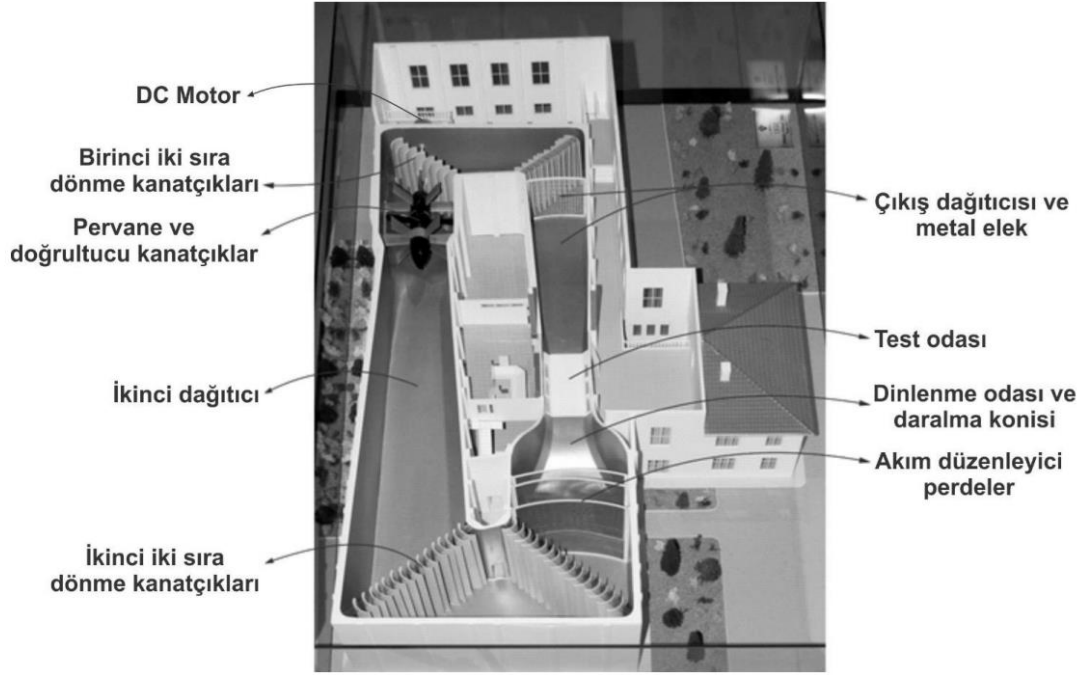 DC Motor
Birinci iki sıra
dönme kanatçıkları
Pervane ve
doğrultucu kanatçıklar
İkinci dağıtıcı
İkinci iki sıra
dönme kanatçıkları
Çıkış dağıtıcısı ve
metal elek
Test odası
Dinlenme odası ve
daralma konisi
Akım düzenleyici
perdeler